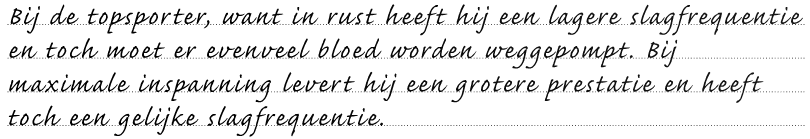 Bij de topsporter, want in rust heeft hij een lagere slagfrequentie
en toch moet er evenveel bloed worden weggepompt. Bij
maximale inspanning levert hij een grotere prestatie en heeft
toch een gelijke slagfrequentie.